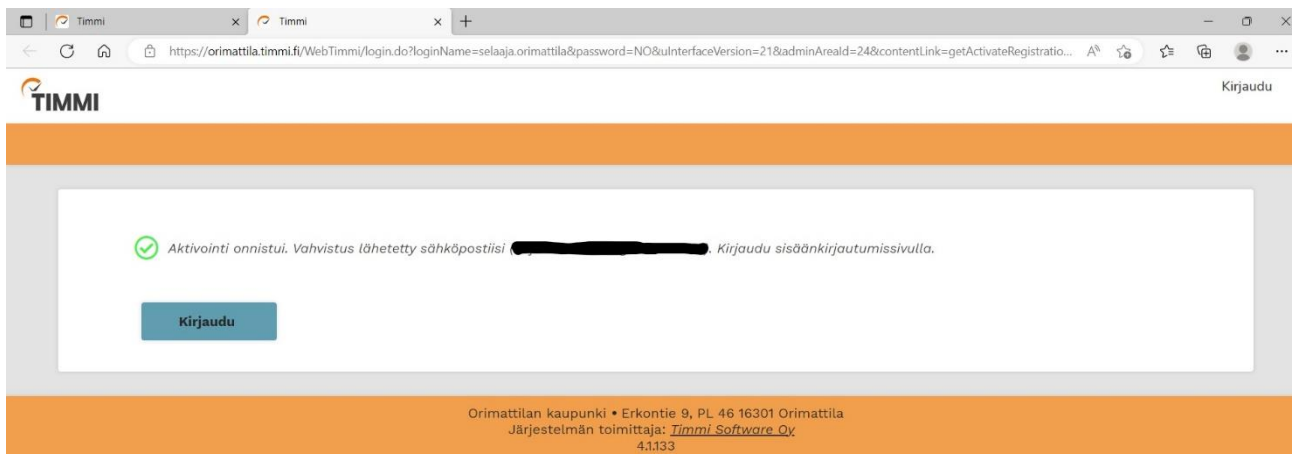 Timmi
Timmi
https://orimattila.timmi.fi/WebTimmi/login.do?loginName=selaaja.orimattila&password=NO&uInterfaceVersion=21&adminAreaId=24&contentLink=getActivateRegistratio...
TIMMI
Kirjaudu
Aktivointi onnistui. Vahvistus lähetetty sähköpostiisi ( ). Kirjaudu sisäänkirjautumissivulla.
Kirjaudu
Orimattilan kaupunki • Erkontie 9, PL 46 16301 Orimattila
Järjestelmän toimittaja: Timmi Software Oy
4.1.133